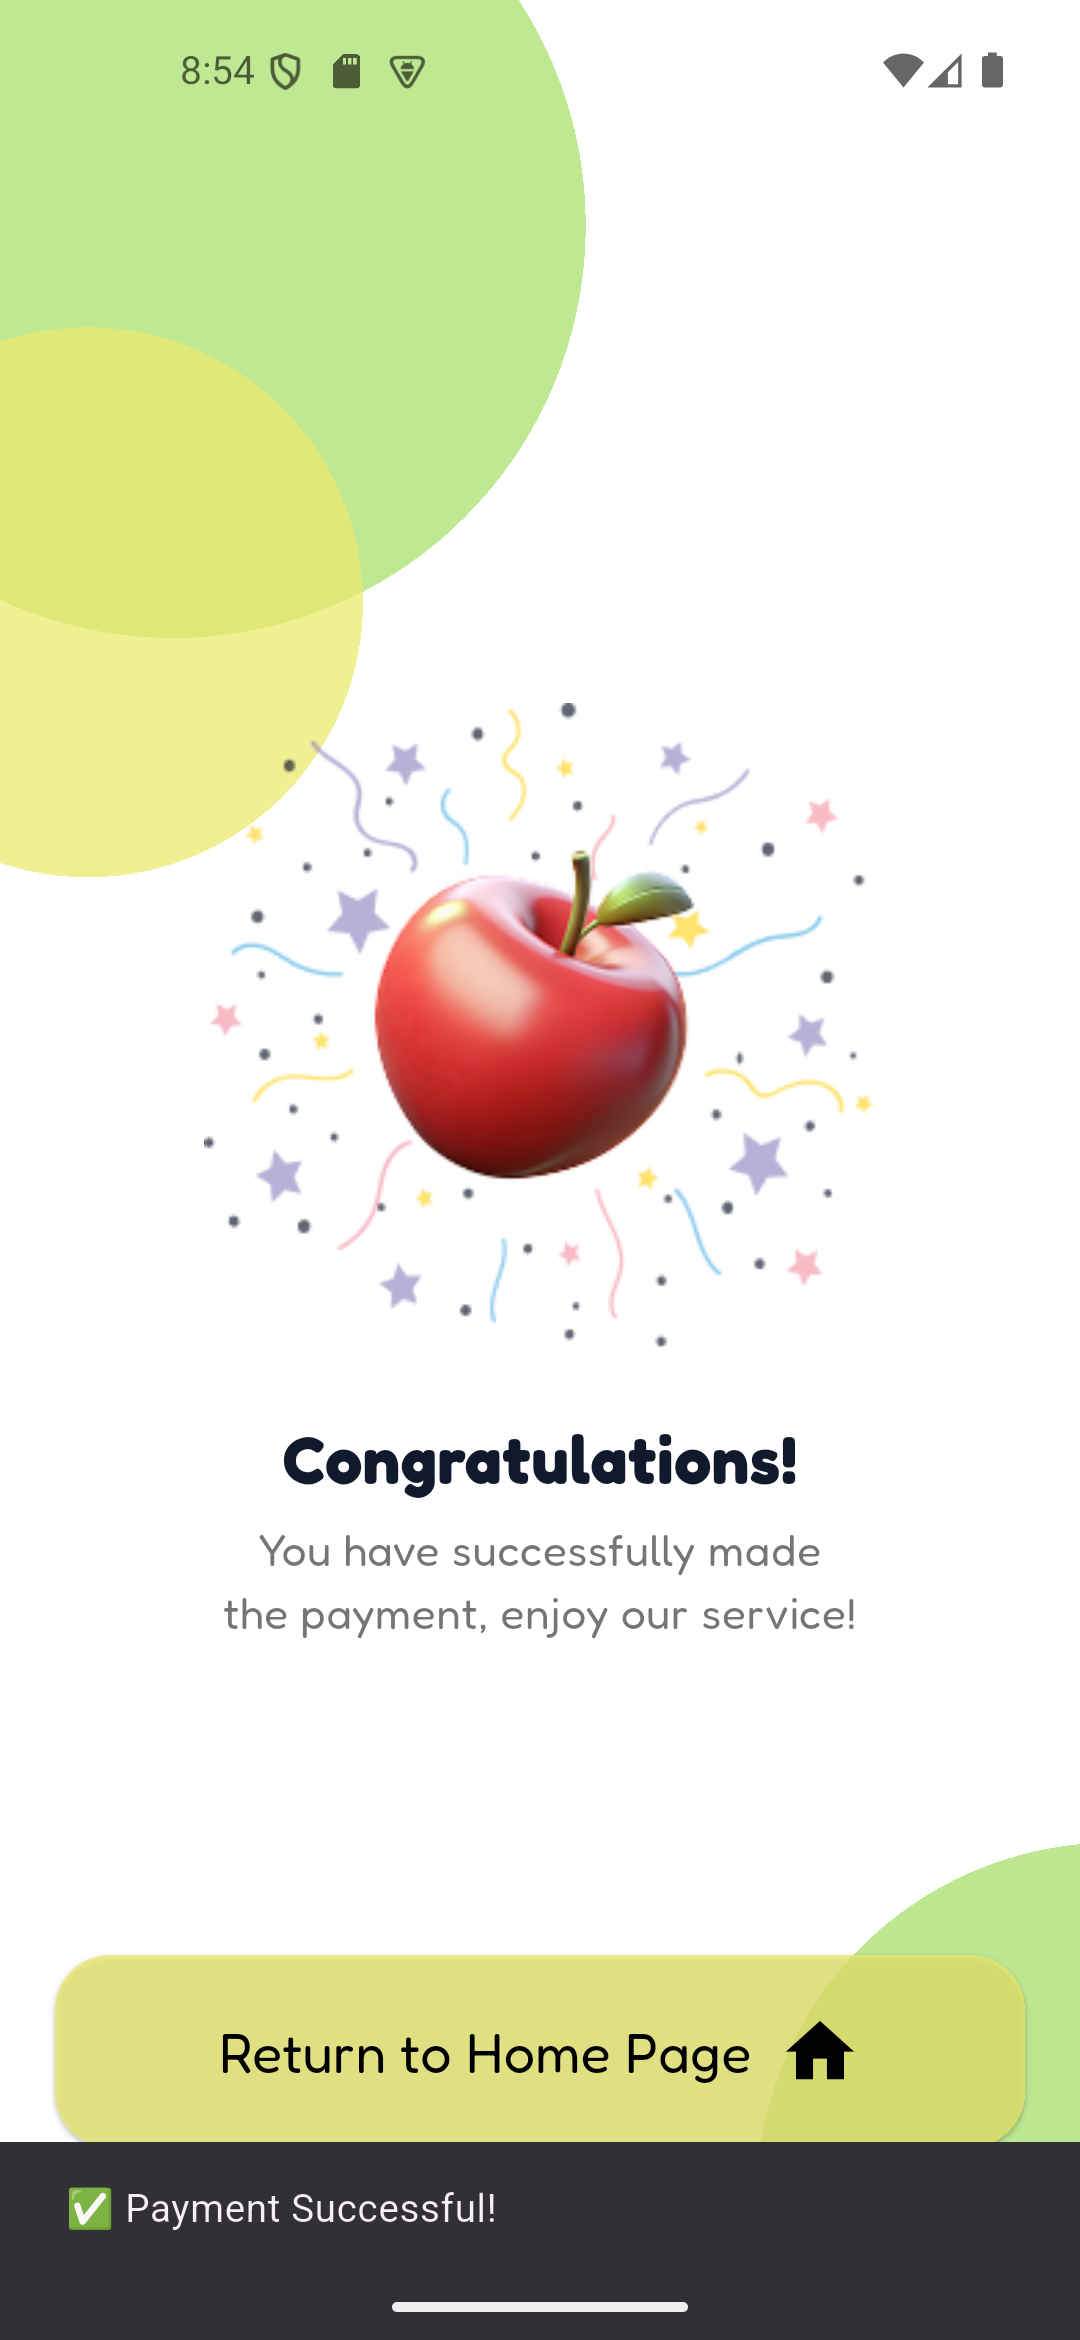 8:54
Congratulations!
You have successfully made
the payment, enjoy our service!
Return to Home Page
✅ Payment Successful!